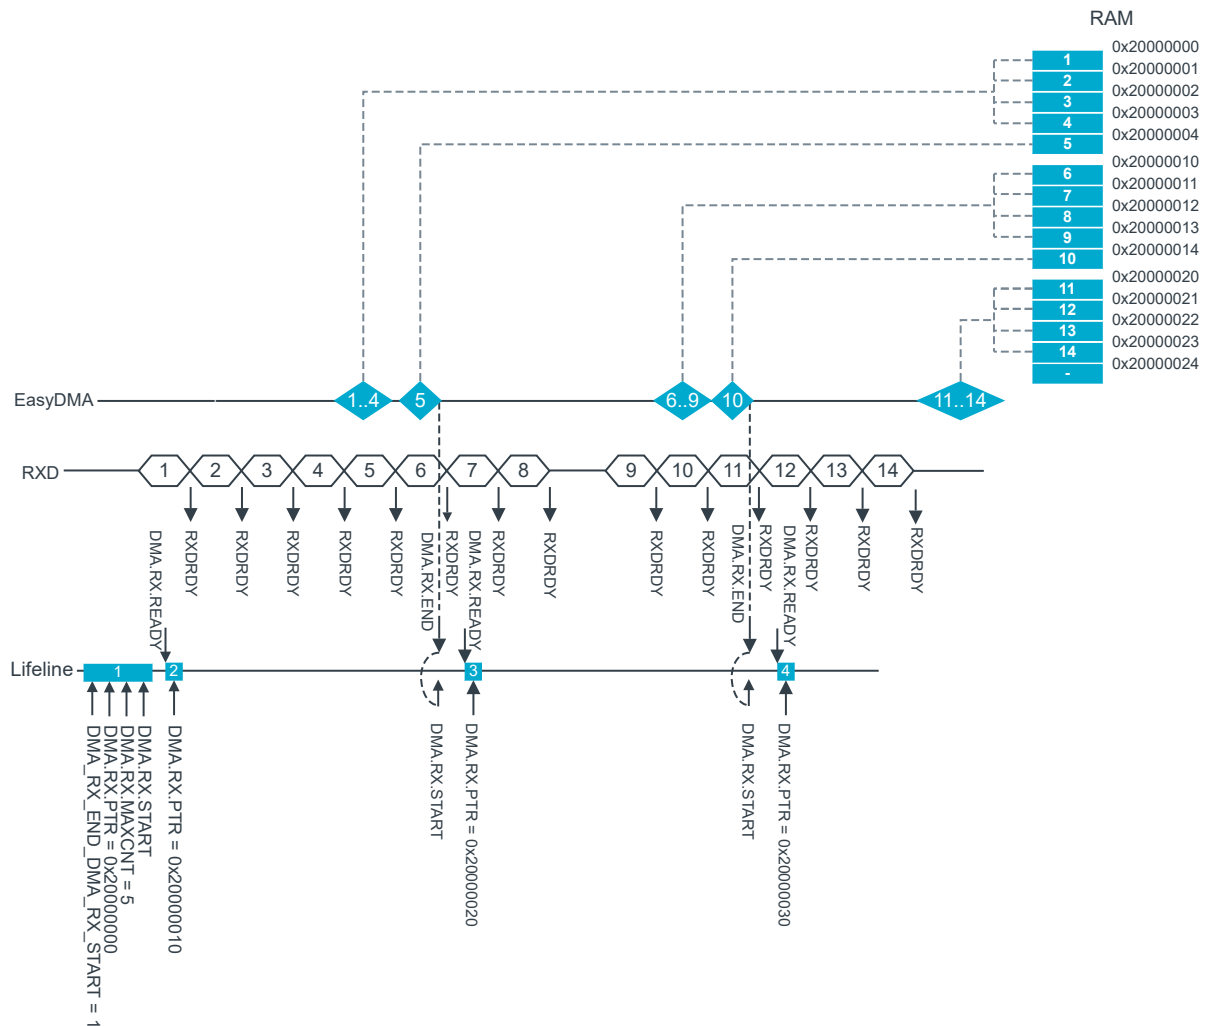 RAM
0x20000000
1
0x20000001
2
0x20000002
3
0x20000003
4
0x20000004
5
0x20000010
6
0x20000011
7
0x20000012
8
0x20000013
9
0x20000014
10
0x20000020
11
0x20000021
12
0x20000022
13
0x20000023
14
0x20000024
-
EasyDMA
1..4
5
6..9
10
11..14
RXD
1
2
3
4
5
6
7
8
9
10
11
12
13
14
DMA.RX.READY
RXDRDY
RXDRDY
RXDRDY
RXDRDY
RXDRDY
DMA.RX.END
RXDRDY
DMA.RX.READY
RXDRDY
RXDRDY
RXDRDY
RXDRDY
DMA.RX.END
RXDRDY
DMA.RX.READY
RXDRDY
RXDRDY
RXDRDY
Lifeline
1
2
3
4
DMA_RX_END_DMA_RX_START = 1
DMA.RX.PTR = 0x20000000
DMA.RX.MAXCNT = 5
DMA.RX.START
DMA.RX.PTR = 0x20000010
DMA.RX.START
DMA.RX.PTR = 0x20000020
DMA.RX.START
DMA.RX.PTR = 0x20000030